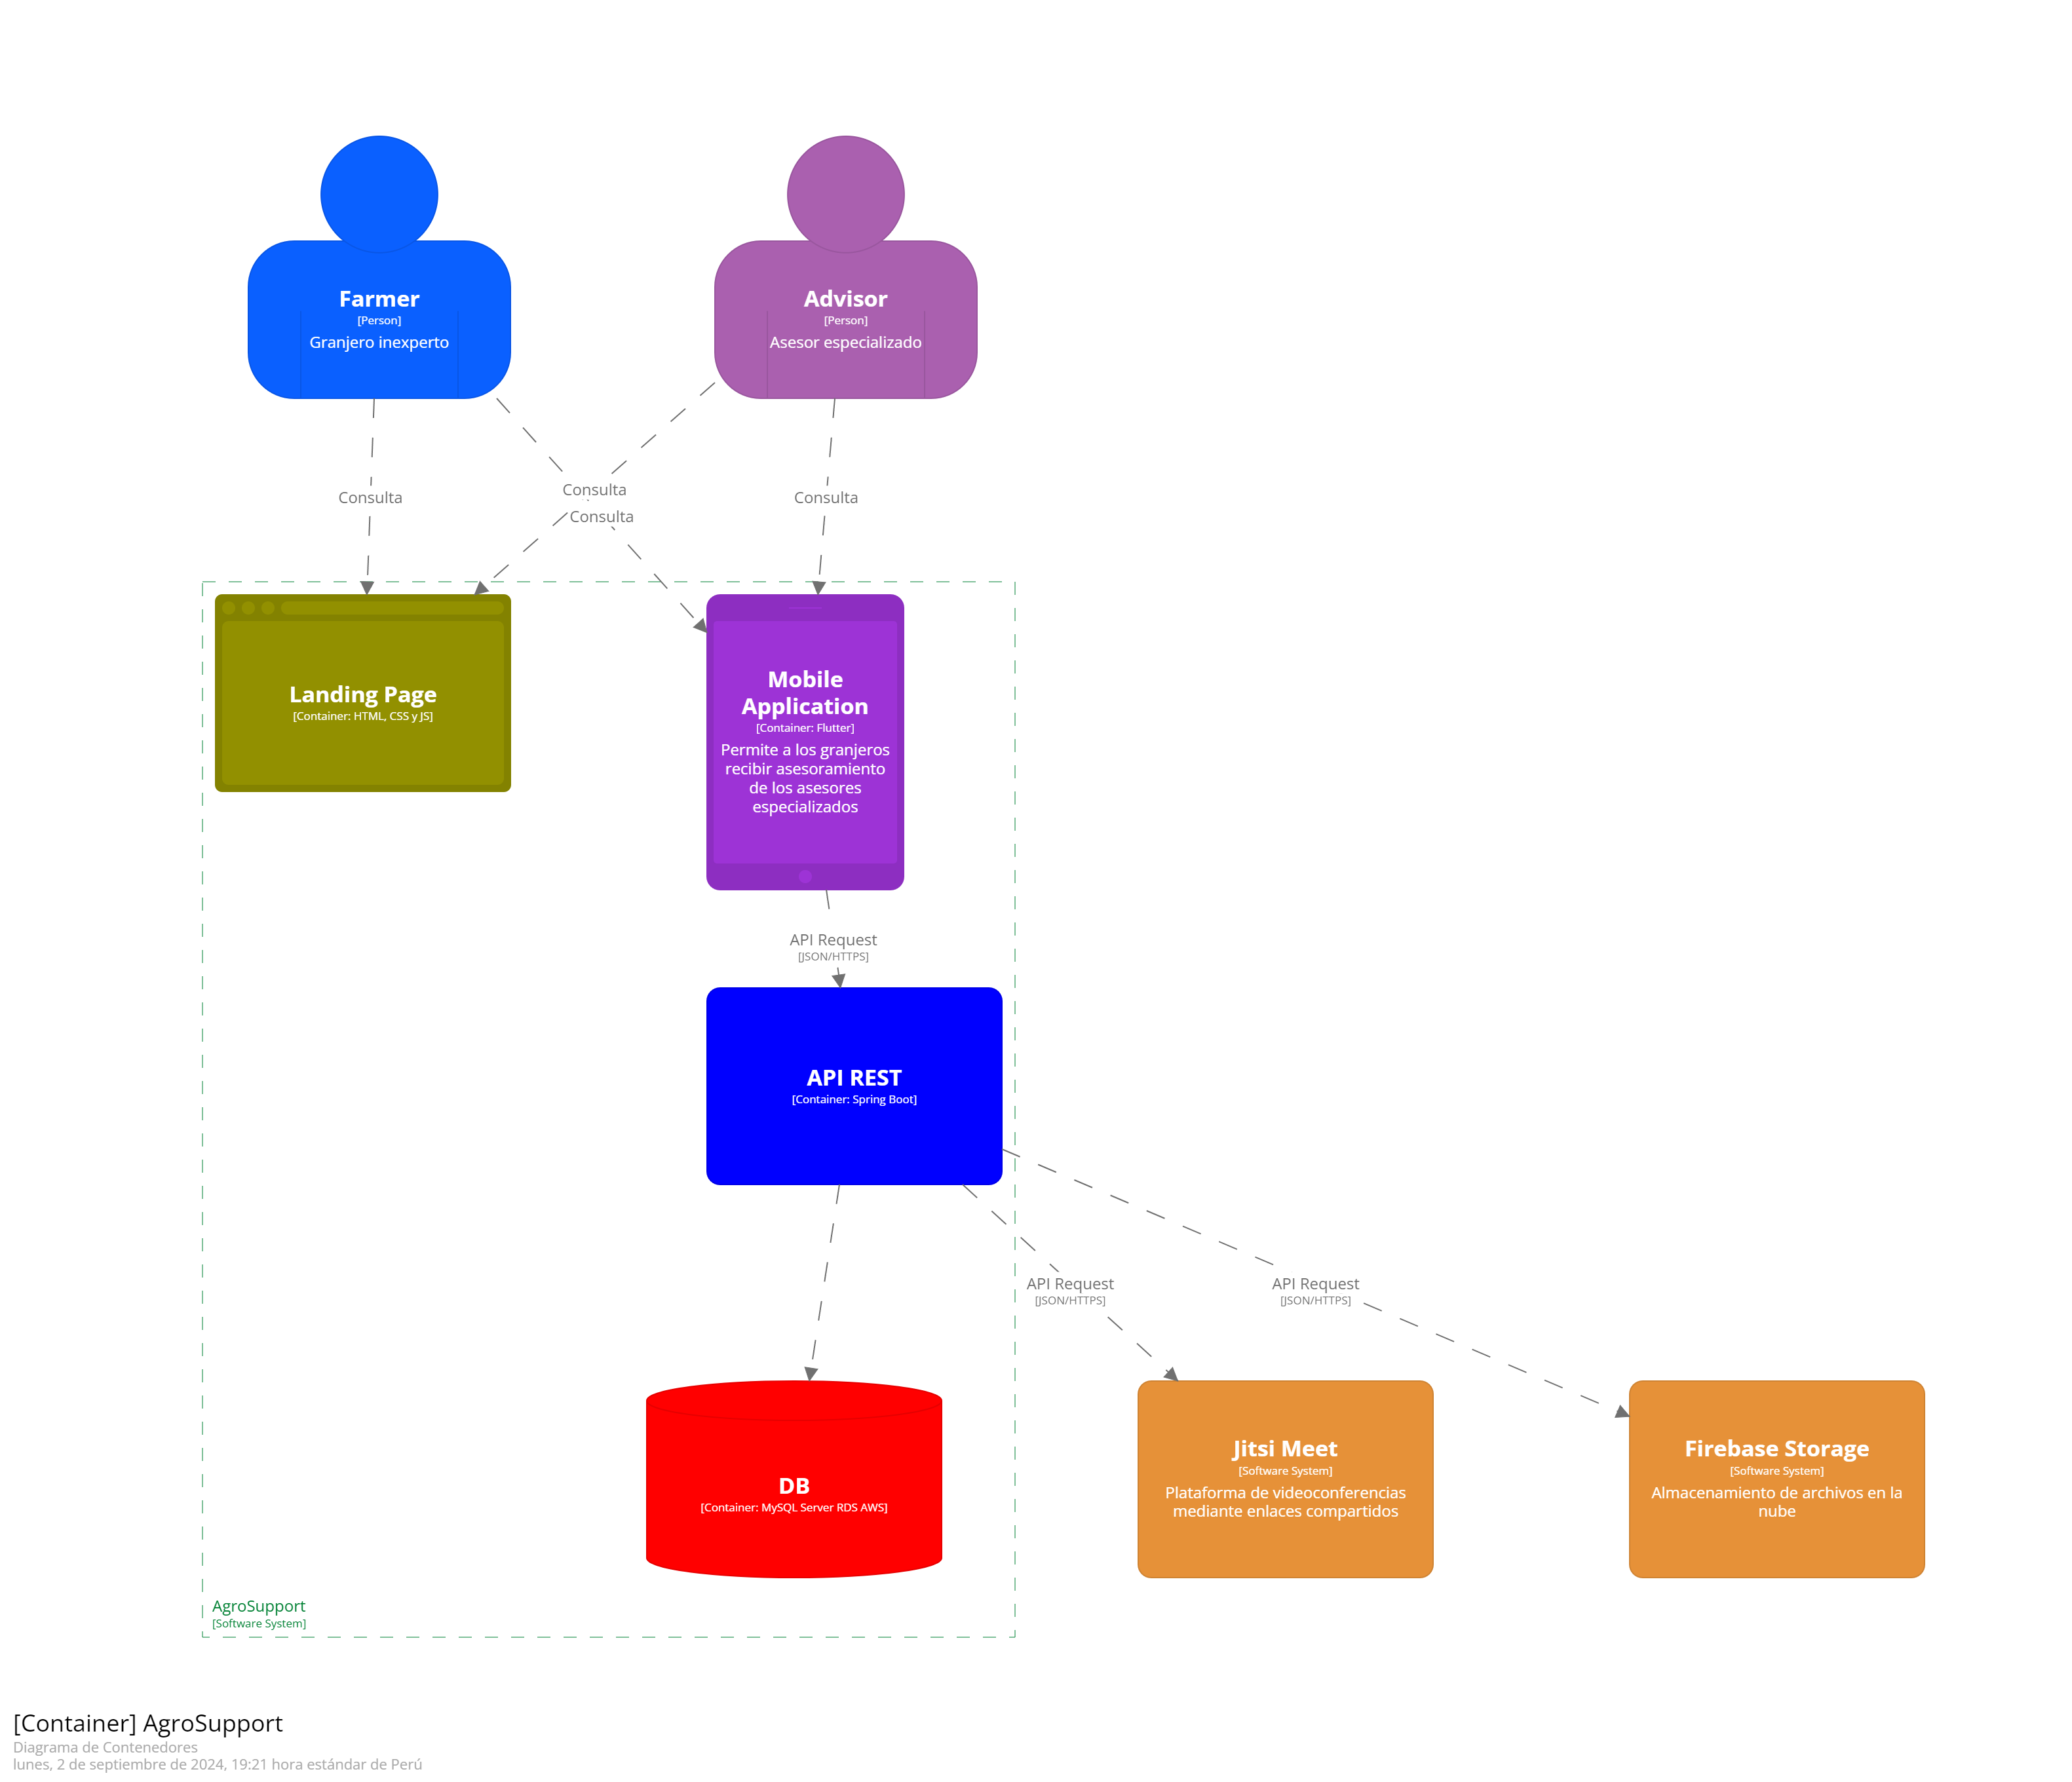 Farmer
[Person]
Granjero inexperto
Advisor
[Person]
Asesor especializado
Consulta
Consulta
Consulta
Consulta
Landing Page
[Container: HTML, CSS y JS]
Mobile
Application
[Container: Flutter]
Permite a los granjeros
recibir asesoramiento
de los asesores
especializados
API Request
[JSON/HTTPS]
API REST
[Container: Spring Boot]
API Request
[JSON/HTTPS]
API Request
[JSON/HTTPS]
DB
[Container: MySQL Server RDS AWS]
Jitsi Meet
[Software System]
Plataforma de videoconferencias
mediante enlaces compartidos
Firebase Storage
[Software System]
Almacenamiento de archivos en la
nube
AgroSupport
[Software System]
[Container] AgroSupport
Diagrama de Contenedores
lunes, 2 de septiembre de 2024, 19:21 hora estándar de Perú